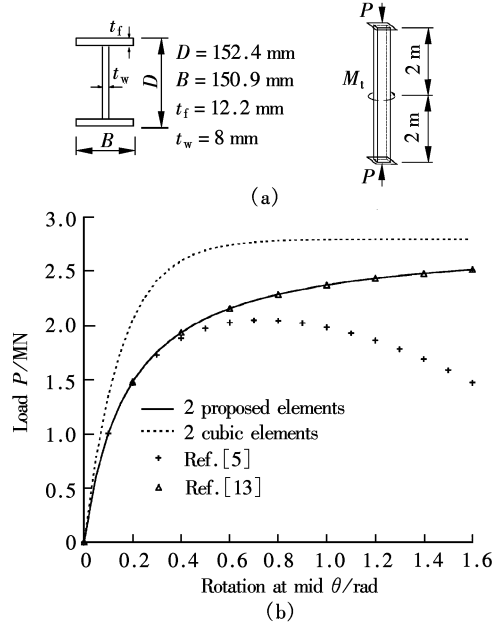 t_f
t_w
D
B
D = 152.4 mm
B = 150.9 mm
t_f = 12.2 mm
t_w = 8 mm
P
M_t
2 m
2 m
P
(a)
Load P/MN
3.0
2.5
2.0
1.5
1.0
0.5
0
2 proposed elements
2 cubic elements
Ref. [5]
Ref. [13]
0 0.2 0.4 0.6 0.8 1.0 1.2 1.4 1.6
Rotation at mid θ/rad
(b)